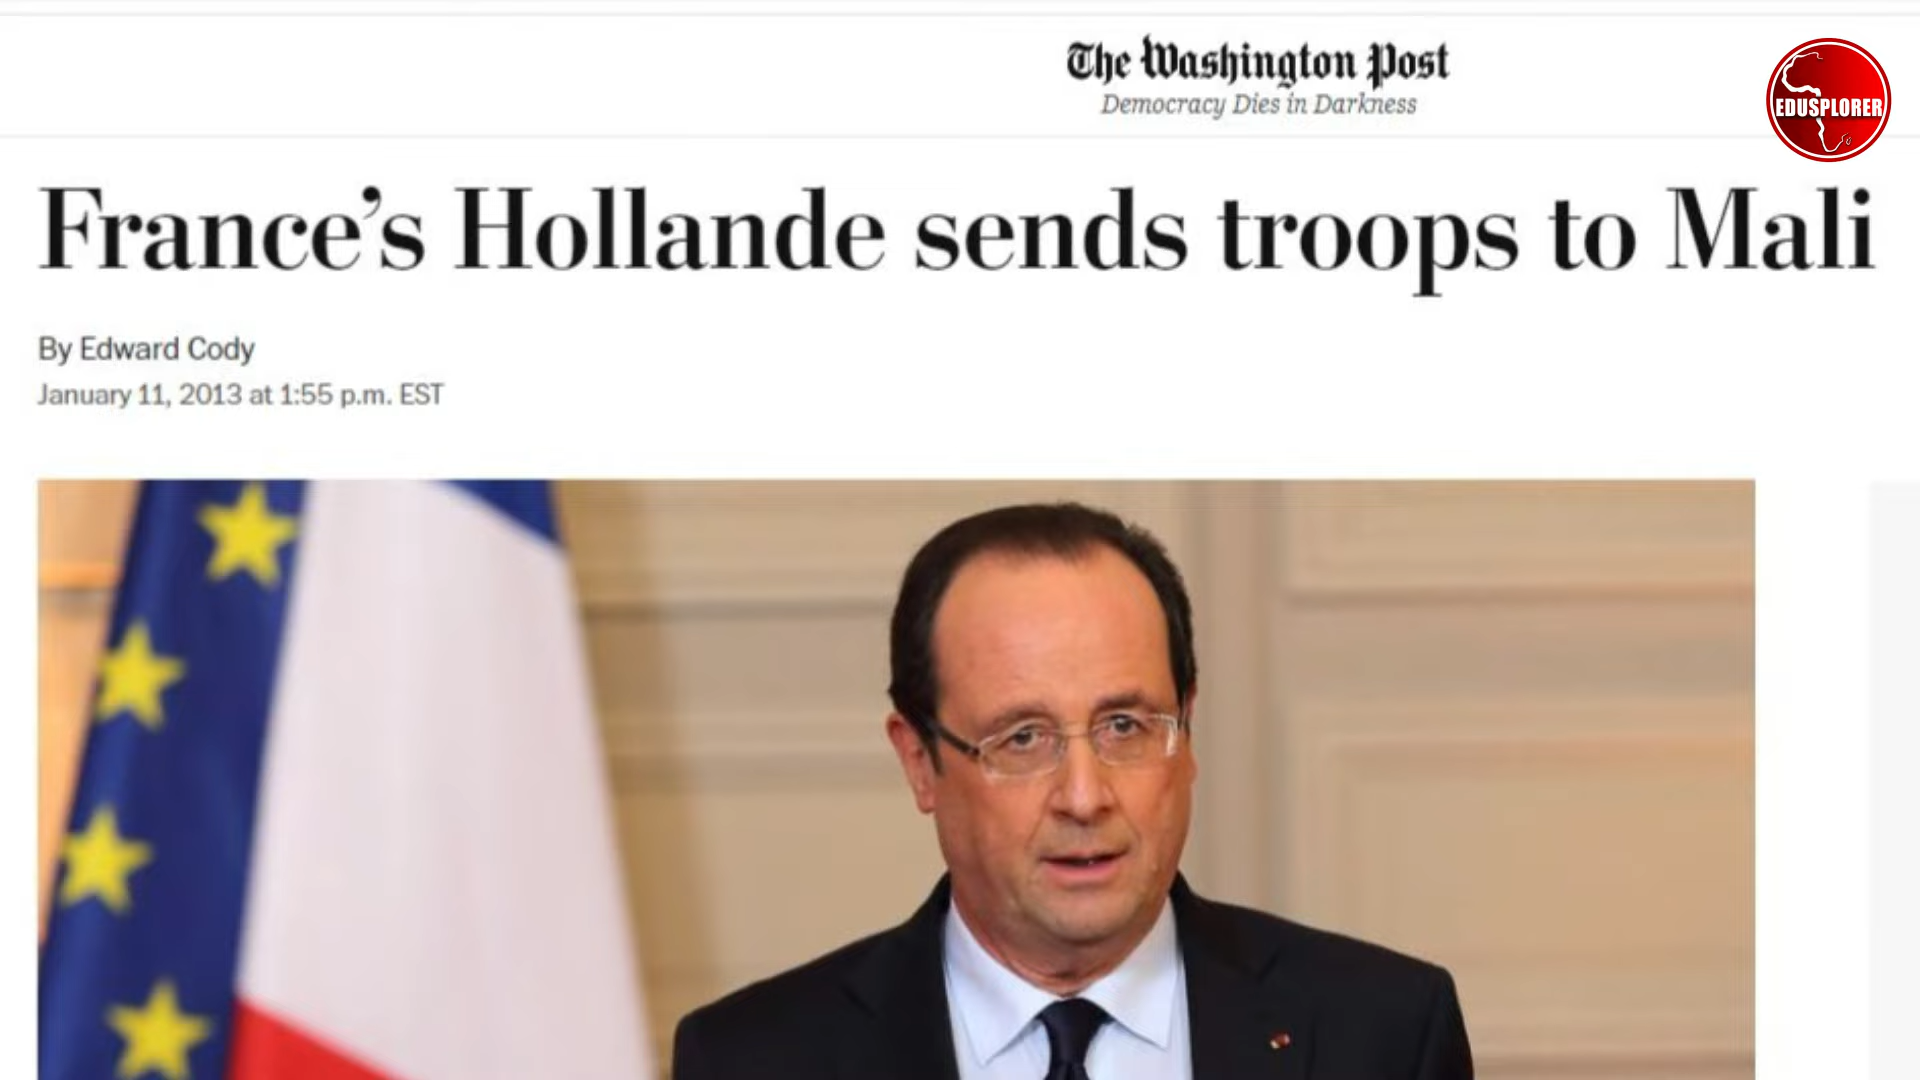 The Washington Post
Democracy Dies in Darkness
EDUSPLORER
France’s Hollande sends troops to Mali
By Edward Cody
January 11, 2013 at 1:55 p.m. EST